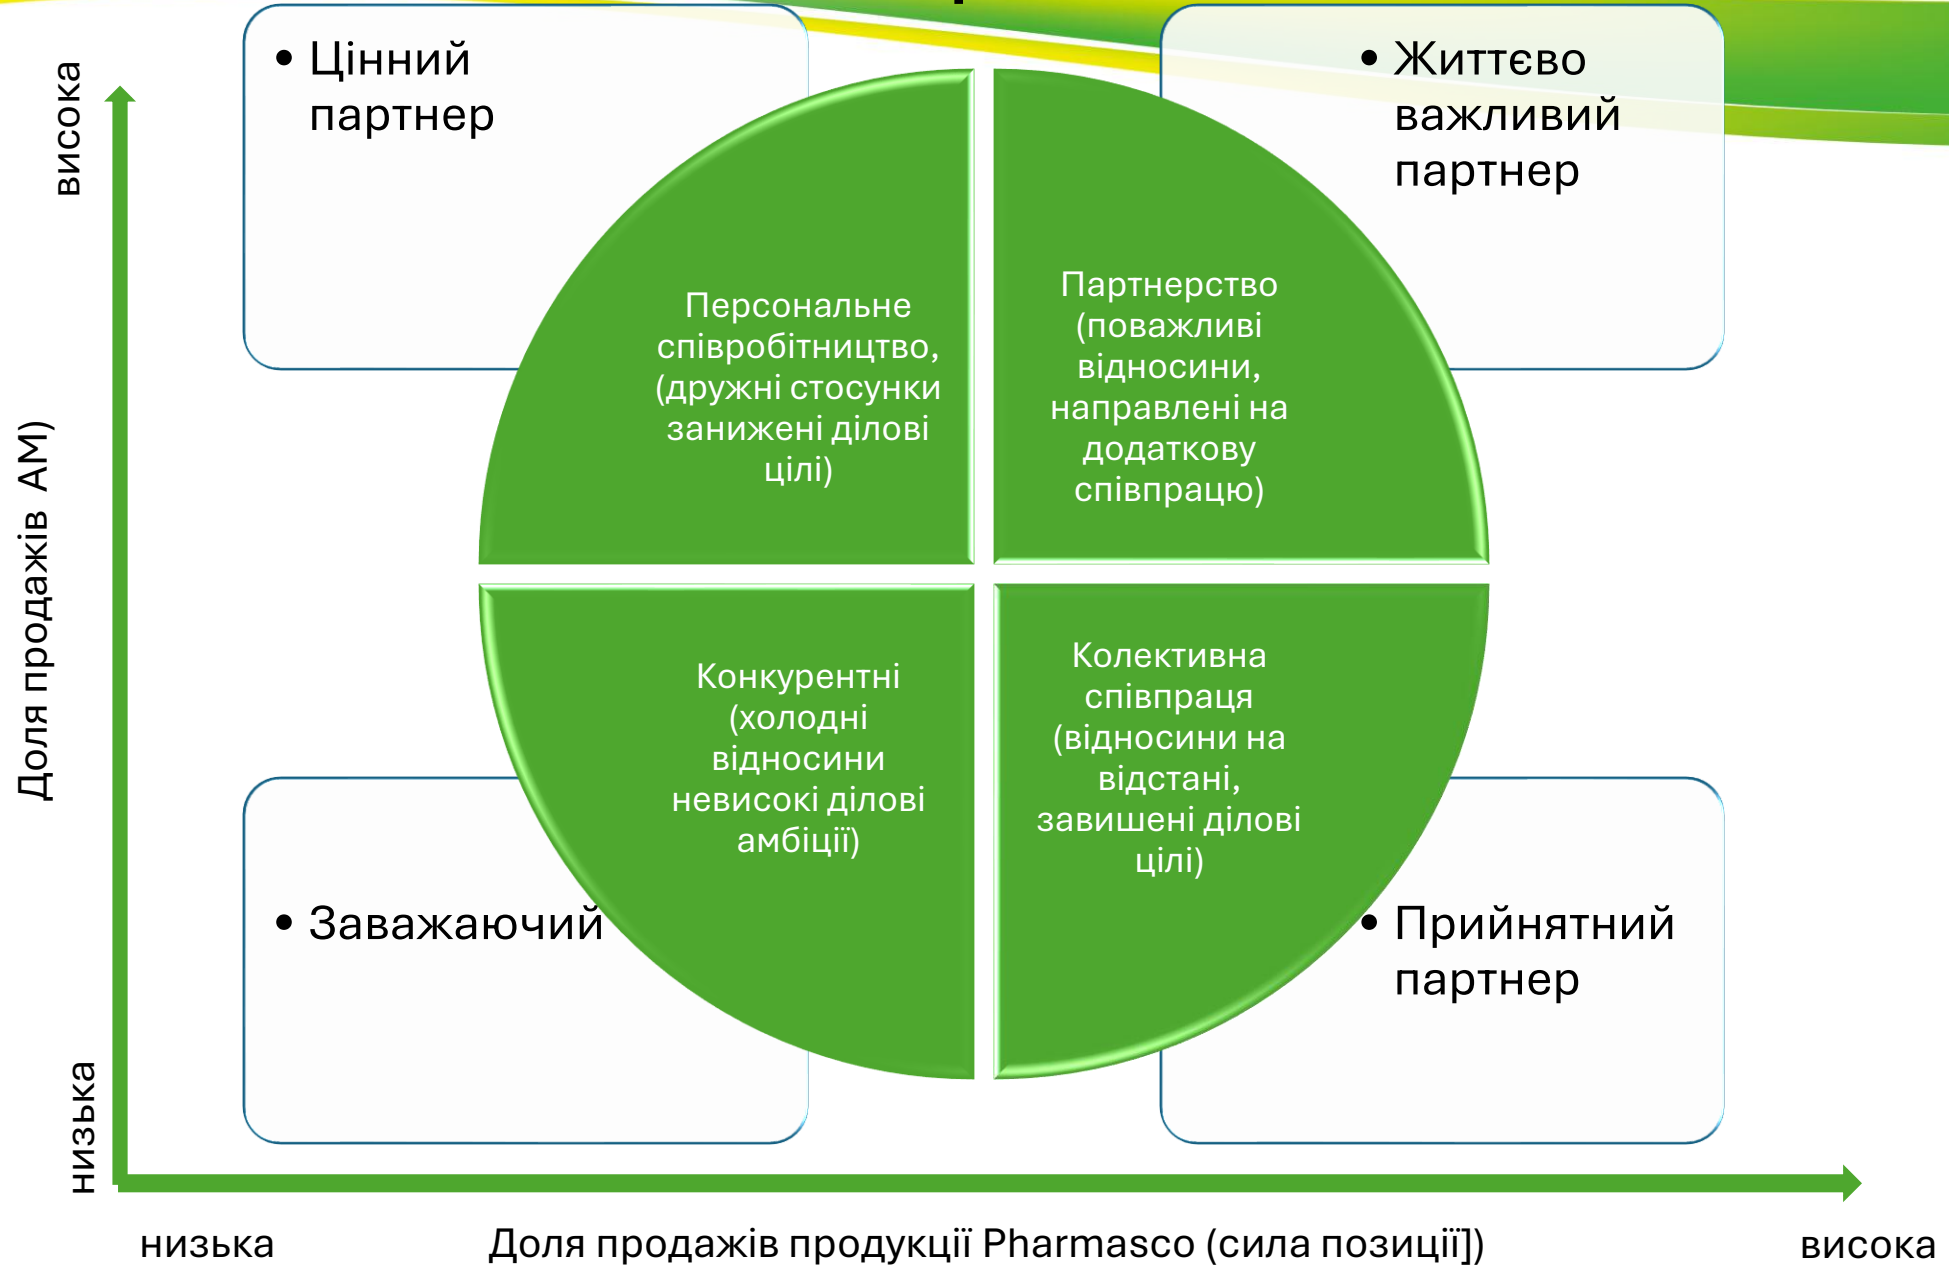 • Цінний
партнер
• Життєво
важливий
партнер
Персональне
співробітництво,
(дружні стосунки
занижені ділові
цілі)
Партнерство
(поважливі
відносини,
направлені на
додаткову
співпрацю)
Конкурентні
(холодні
відносини
невисокі ділові
амбіції)
Колективна
співпраця
(відносини на
відстані,
завишені ділові
цілі)
• Заважаючий
• Прийнятний
партнер
висока
Доля продажів  АМ)
низька
низька
Доля продажів продукції Pharmasco (сила позиції])
висока